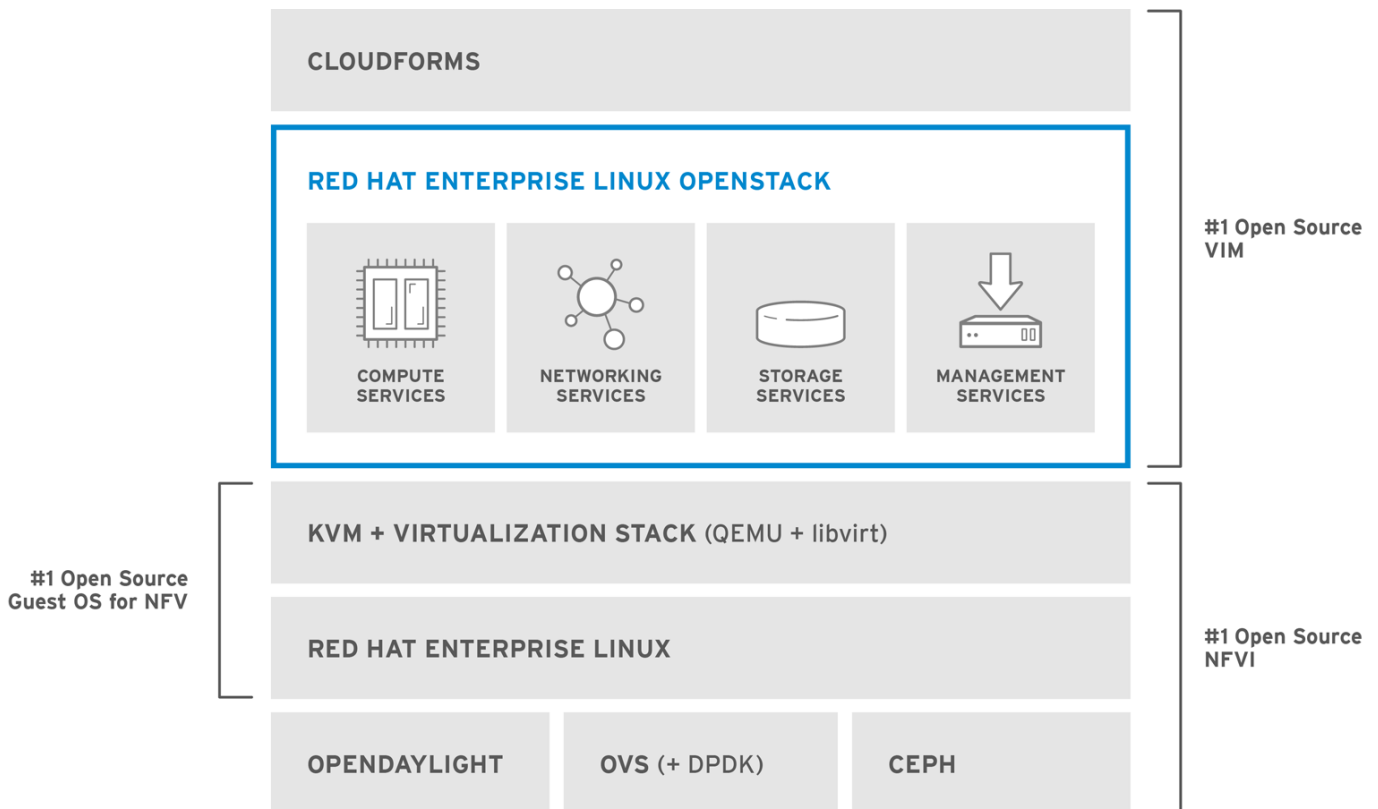 CLOUDFORMS
RED HAT ENTERPRISE LINUX OPENSTACK
COMPUTE
SERVICES
NETWORKING
SERVICES
STORAGE
SERVICES
MANAGEMENT
SERVICES
#1 Open Source
VIM
KVM + VIRTUALIZATION STACK (QEMU + libvirt)
#1 Open Source
Guest OS for NFV
RED HAT ENTERPRISE LINUX
#1 Open Source
NFVI
OPENDAYLIGHT
OVS (+ DPDK)
CEPH